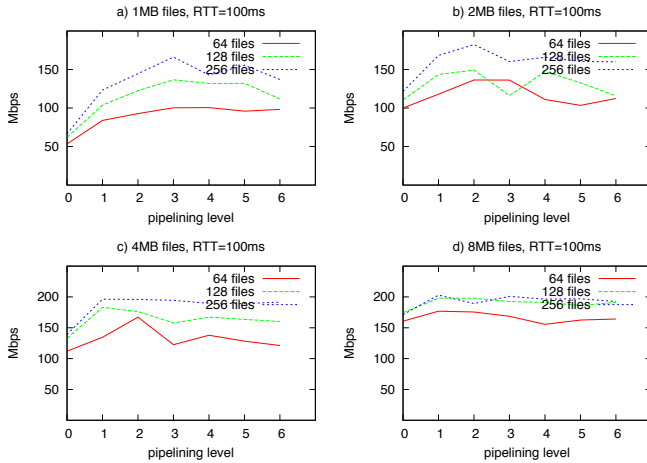 a) 1MB files, RTT=100ms
64 files
128 files
256 files
150
100
50
Mbps
0 1 2 3 4 5 6
pipelining level
b) 2MB files, RTT=100ms
64 files
128 files
256 files
150
100
50
Mbps
0 1 2 3 4 5 6
pipelining level
c) 4MB files, RTT=100ms
64 files
128 files
256 files
200
150
100
50
Mbps
0 1 2 3 4 5 6
pipelining level
d) 8MB files, RTT=100ms
64 files
128 files
256 files
200
150
100
50
Mbps
0 1 2 3 4 5 6
pipelining level